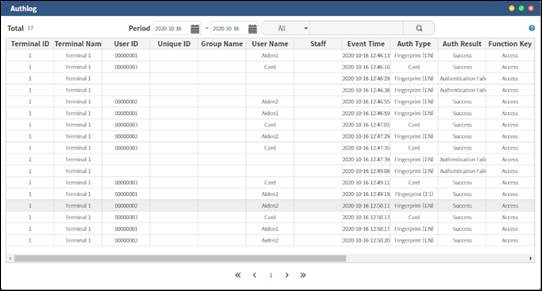 Authlog
Total 17 Period 2020-10-16 ~ 2020-10-16 All
Terminal ID Terminal Nam User ID Unique ID Group Name User Name Staff Event Time Auth Type Auth Result Function Key
1 Terminal 1 00000001 Aiden1 2020-10-16 12:46:13 Fingerprint (1:N) Success Access
1 Terminal 1 00000003 Card 2020-10-16 12:46:16 Card Success Access
1 Terminal 1 2020-10-16 12:46:29 Fingerprint (1:N) Authentication Faile Access
1 Terminal 1 2020-10-16 12:46:38 Fingerprint (1:N) Authentication Faile Access
1 Terminal 1 00000002 Aiden2 2020-10-16 12:46:55 Fingerprint (1:N) Success Access
1 Terminal 1 00000001 Aiden1 2020-10-16 12:46:59 Fingerprint (1:N) Success Access
1 Terminal 1 00000003 Card 2020-10-16 12:47:03 Card Success Access
1 Terminal 1 00000002 Aiden2 2020-10-16 12:47:29 Fingerprint (1:N) Success Access
1 Terminal 1 00000003 Card 2020-10-16 12:47:35 Card Success Access
1 Terminal 1 2020-10-16 12:47:39 Fingerprint (1:N) Authentication Faile Access
1 Terminal 1 2020-10-16 12:49:08 Fingerprint (1:N) Authentication Faile Access
1 Terminal 1 00000003 Card 2020-10-16 12:49:11 Card Success Access
1 Terminal 1 00000001 Aiden1 2020-10-16 12:49:19 Fingerprint (1:1) Success Access
1 Terminal 1 00000002 Aiden2 2020-10-16 12:50:11 Fingerprint (1:N) Success Access
1 Terminal 1 00000003 Card 2020-10-16 12:50:13 Card Success Access
1 Terminal 1 00000001 Aiden1 2020-10-16 12:50:17 Fingerprint (1:N) Success Access
1 Terminal 1 00000002 Aiden2 2020-10-16 12:50:20 Fingerprint (1:N) Success Access
1